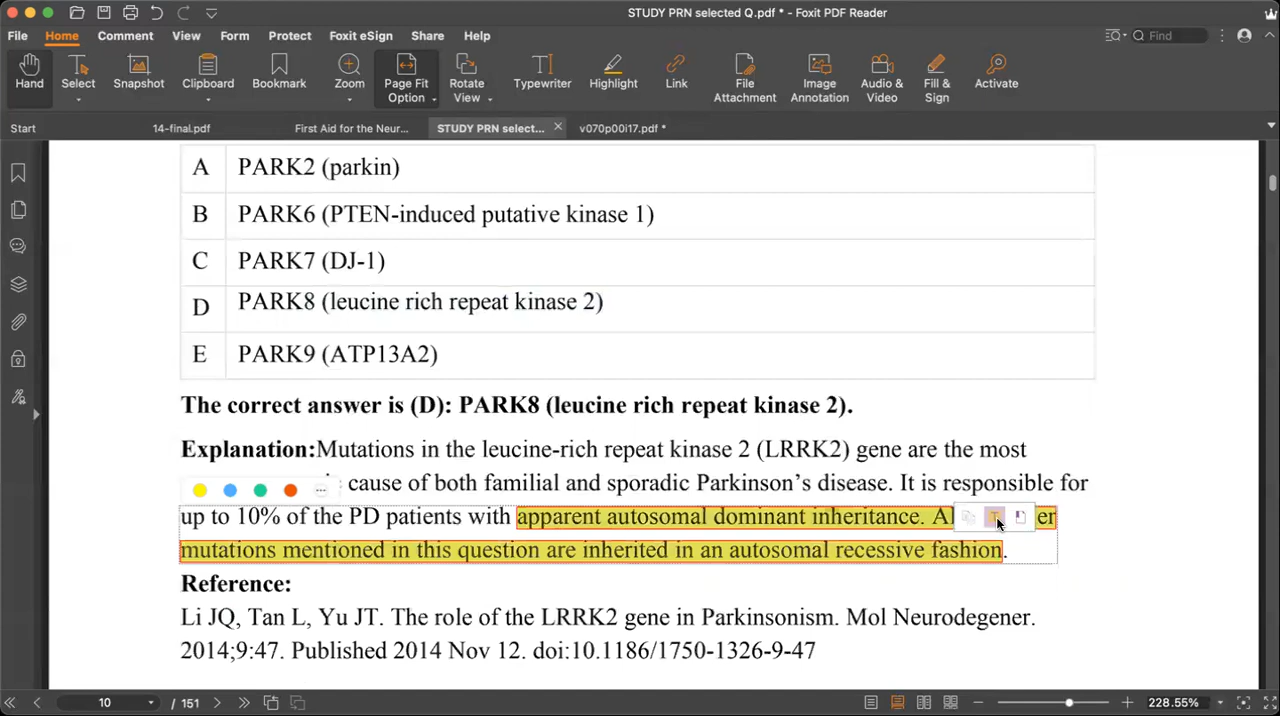 STUDY PRN selected Q.pdf * - Foxit PDF Reader
File Home Comment View Form Protect Foxit eSign Share Help
Find
Hand Select Snapshot Clipboard Bookmark Zoom Page Fit Option Rotate View Typewriter Highlight Link File Attachment Image Annotation Audio & Video Fill & Sign Activate
Start 14-final.pdf First Aid for the Neur... STUDY PRN select... v070p00i17.pdf *
A PARK2 (parkin)
B PARK6 (PTEN-induced putative kinase 1)
C PARK7 (DJ-1)
D PARK8 (leucine rich repeat kinase 2)
E PARK9 (ATP13A2)
The correct answer is (D): PARK8 (leucine rich repeat kinase 2).
Explanation:Mutations in the leucine-rich repeat kinase 2 (LRRK2) gene are the most
cause of both familial and sporadic Parkinson's disease. It is responsible for
up to 10% of the PD patients with apparent autosomal dominant inheritance.
mutations mentioned in this question are inherited in an autosomal recessive fashion.
Reference:
Li JQ, Tan L, Yu JT. The role of the LRRK2 gene in Parkinsonism. Mol Neurodegener.
2014;9:47. Published 2014 Nov 12. doi:10.1186/1750-1326-9-47
10 / 151 228.55%